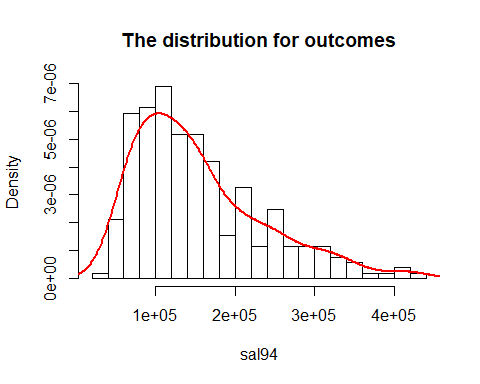 The distribution for outcomes
Density
7e-06
5e-06
3e-06
0e+00
1e+05 2e+05 3e+05 4e+05
sal94